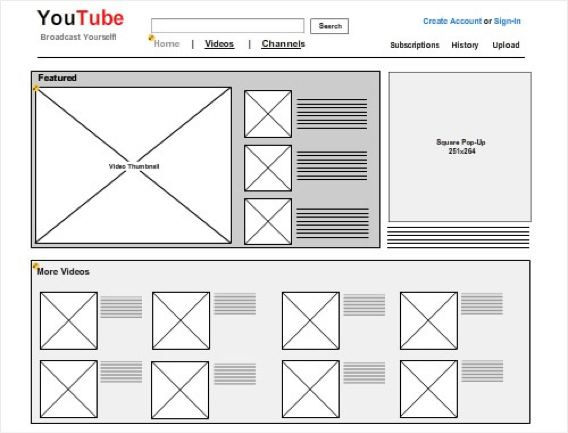 YouTube
Broadcast Yourself!
Search
Create Account or Sign-In
Home | Videos | Channels
Subscriptions History Upload
Featured
Video Thumbnail
Square Pop-Up
251x264
More Videos